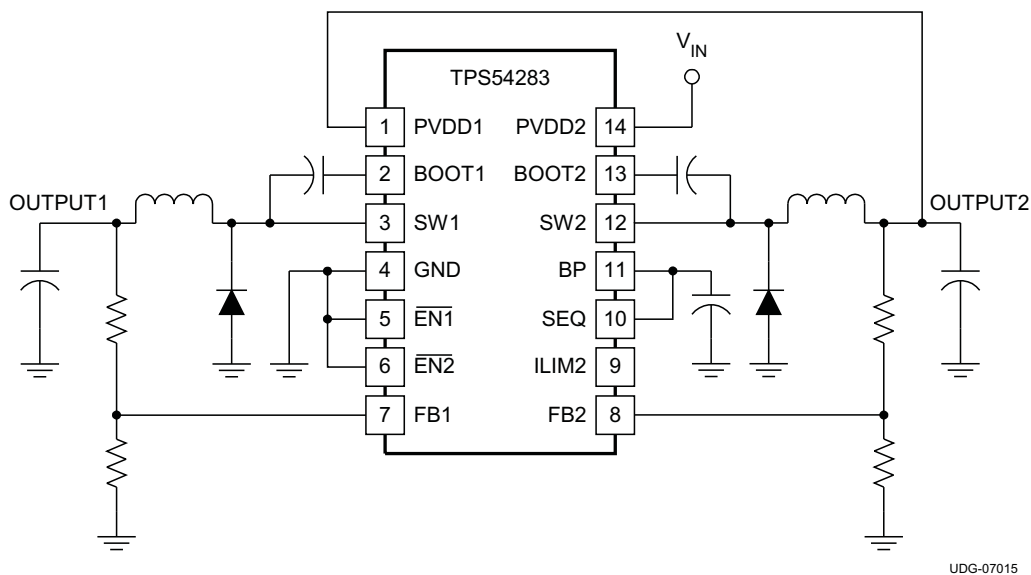 V_IN
TPS54283
1 PVDD1 PVDD2 14
2 BOOT1 BOOT2 13
OUTPUT1 OUTPUT2
3 SW1 SW2 12
4 GND BP 11
5 EN1 SEQ 10
6 EN2 ILIM2 9
7 FB1 FB2 8
UDG-07015